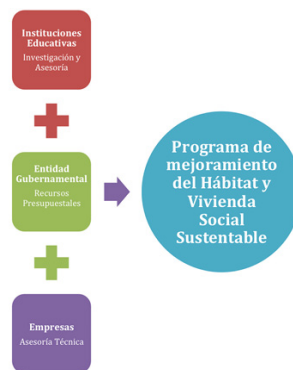 Instituciones
Educativas
Investigación y
Asesoría
Entidad
Gubernamental
Recursos
Presupuestales
Empresas
Asesoría Técnica
Programa de
mejoramiento
del Hábitat y
Vivienda
Social
Sustentable